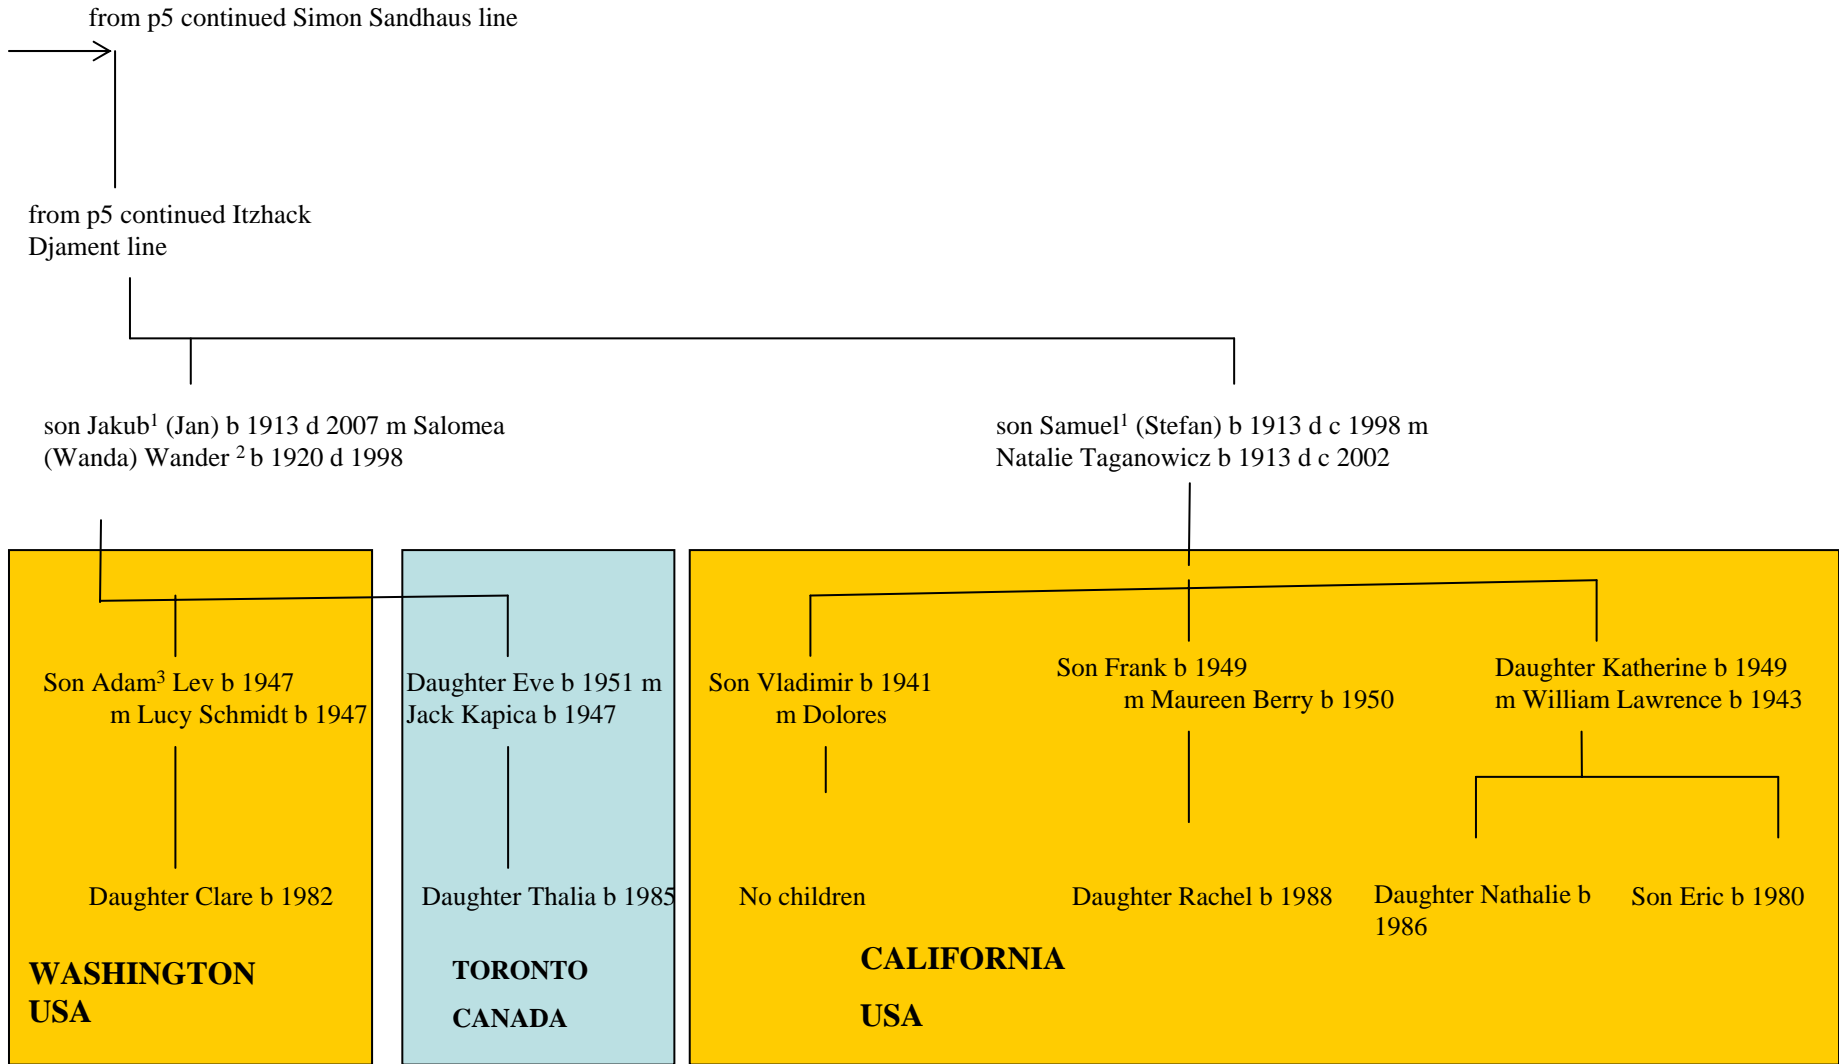 from p5 continued Simon Sandhaus line
from p5 continued Itzhack
Djament line
son Jakub¹ (Jan) b 1913 d 2007 m Salomea
(Wanda) Wander ² b 1920 d 1998
son Samuel¹ (Stefan) b 1913 d c 1998 m
Natalie Taganowicz b 1913 d c 2002
Son Adam³ Lev b 1947
m Lucy Schmidt b 1947
Daughter Eve b 1951 m
Jack Kapica b 1947
Son Vladimir b 1941
m Dolores
Son Frank b 1949
m Maureen Berry b 1950
Daughter Katherine b 1949
m William Lawrence b 1943
Daughter Clare b 1982
Daughter Thalia b 1985
No children
Daughter Rachel b 1988
Daughter Nathalie b
1986
Son Eric b 1980
WASHINGTON
USA
TORONTO
CANADA
CALIFORNIA
USA